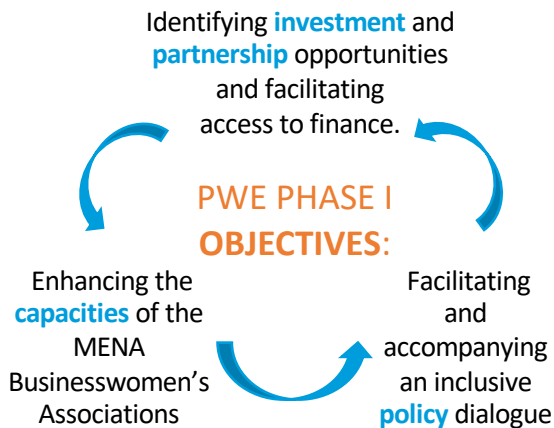 Identifying investment and
partnership opportunities
and facilitating
access to finance.
PWE PHASE I
OBJECTIVES:
Enhancing the
capacities of the
MENA
Businesswomen’s
Associations
Facilitating
and
accompanying
an inclusive
policy dialogue